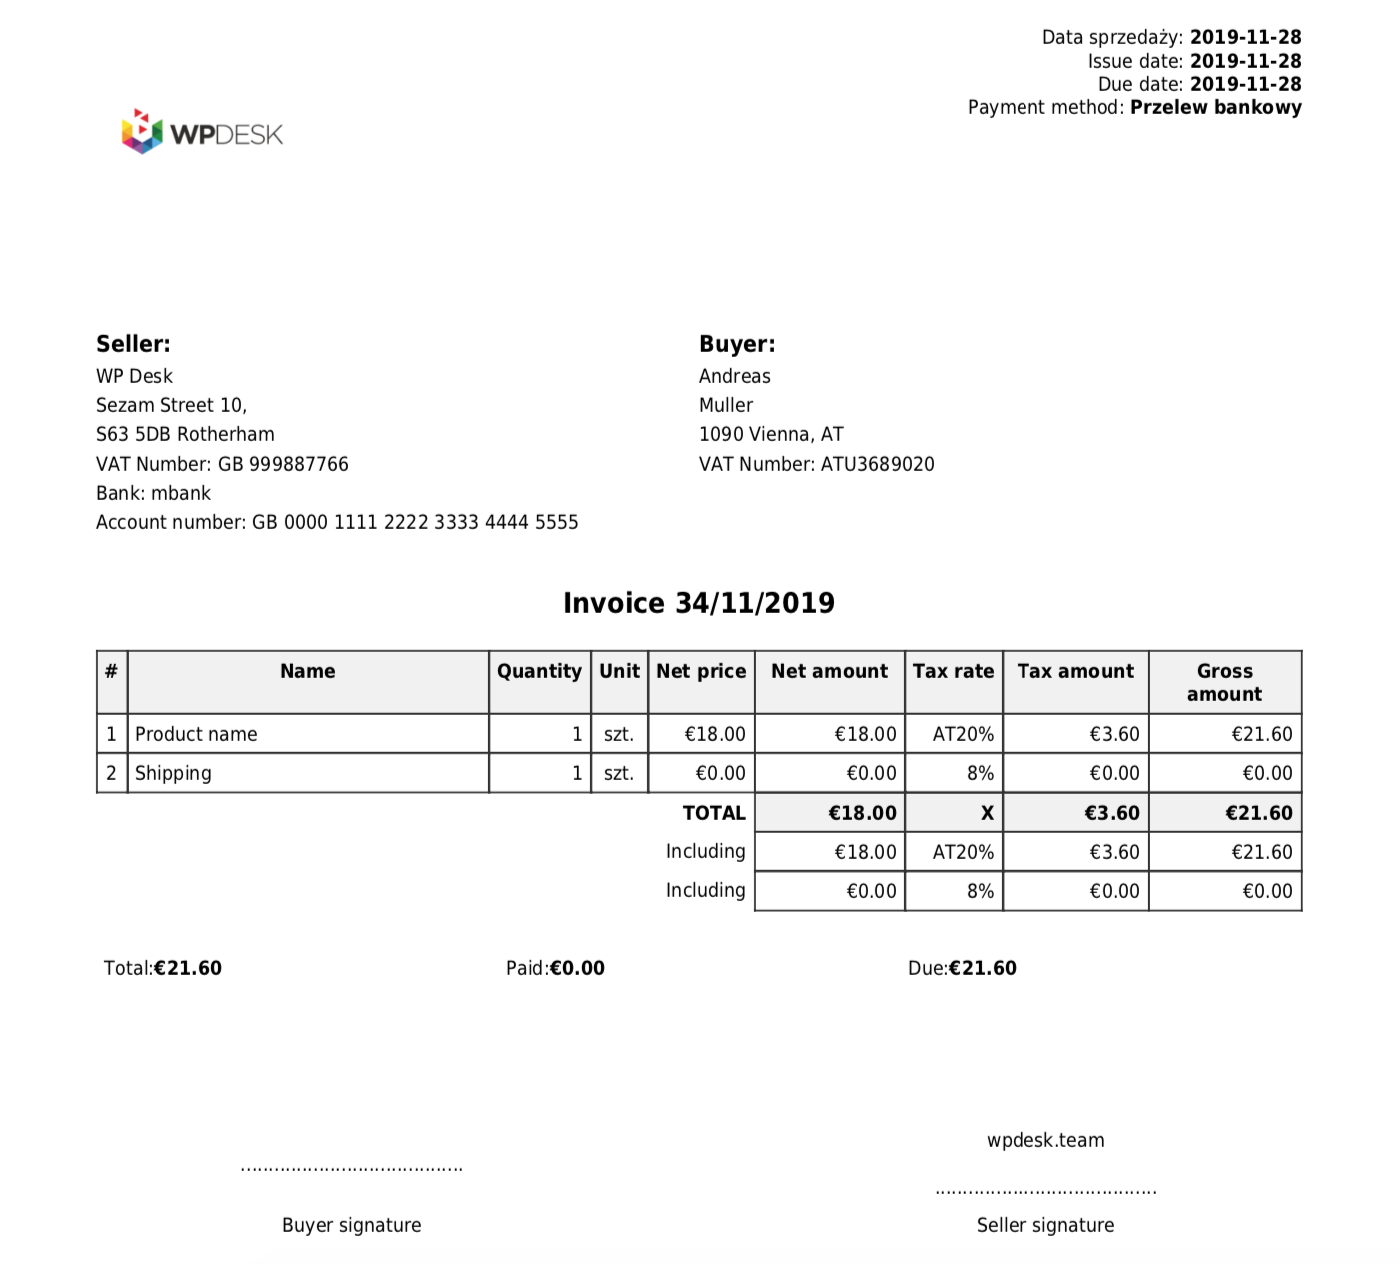 Data sprzedaży: 2019-11-28
Issue date: 2019-11-28
Due date: 2019-11-28
Payment method: Przelew bankowy
WPDESK
Seller:
WP Desk
Sezam Street 10,
S63 5DB Rotherham
VAT Number: GB 999887766
Bank: mbank
Account number: GB 0000 1111 2222 3333 4444 5555
Buyer:
Andreas
Muller
1090 Vienna, AT
VAT Number: ATU3689020
Invoice 34/11/2019
# Name Quantity Unit Net price Net amount Tax rate Tax amount Gross amount
1 Product name 1 szt. €18.00 €18.00 AT20% €3.60 €21.60
2 Shipping 1 szt. €0.00 €0.00 8% €0.00 €0.00
TOTAL €18.00 X €3.60 €21.60
Including €18.00 AT20% €3.60 €21.60
Including €0.00 8% €0.00 €0.00
Total:€21.60 Paid:€0.00 Due:€21.60
wpdesk.team
........................................ ........................................
Buyer signature Seller signature